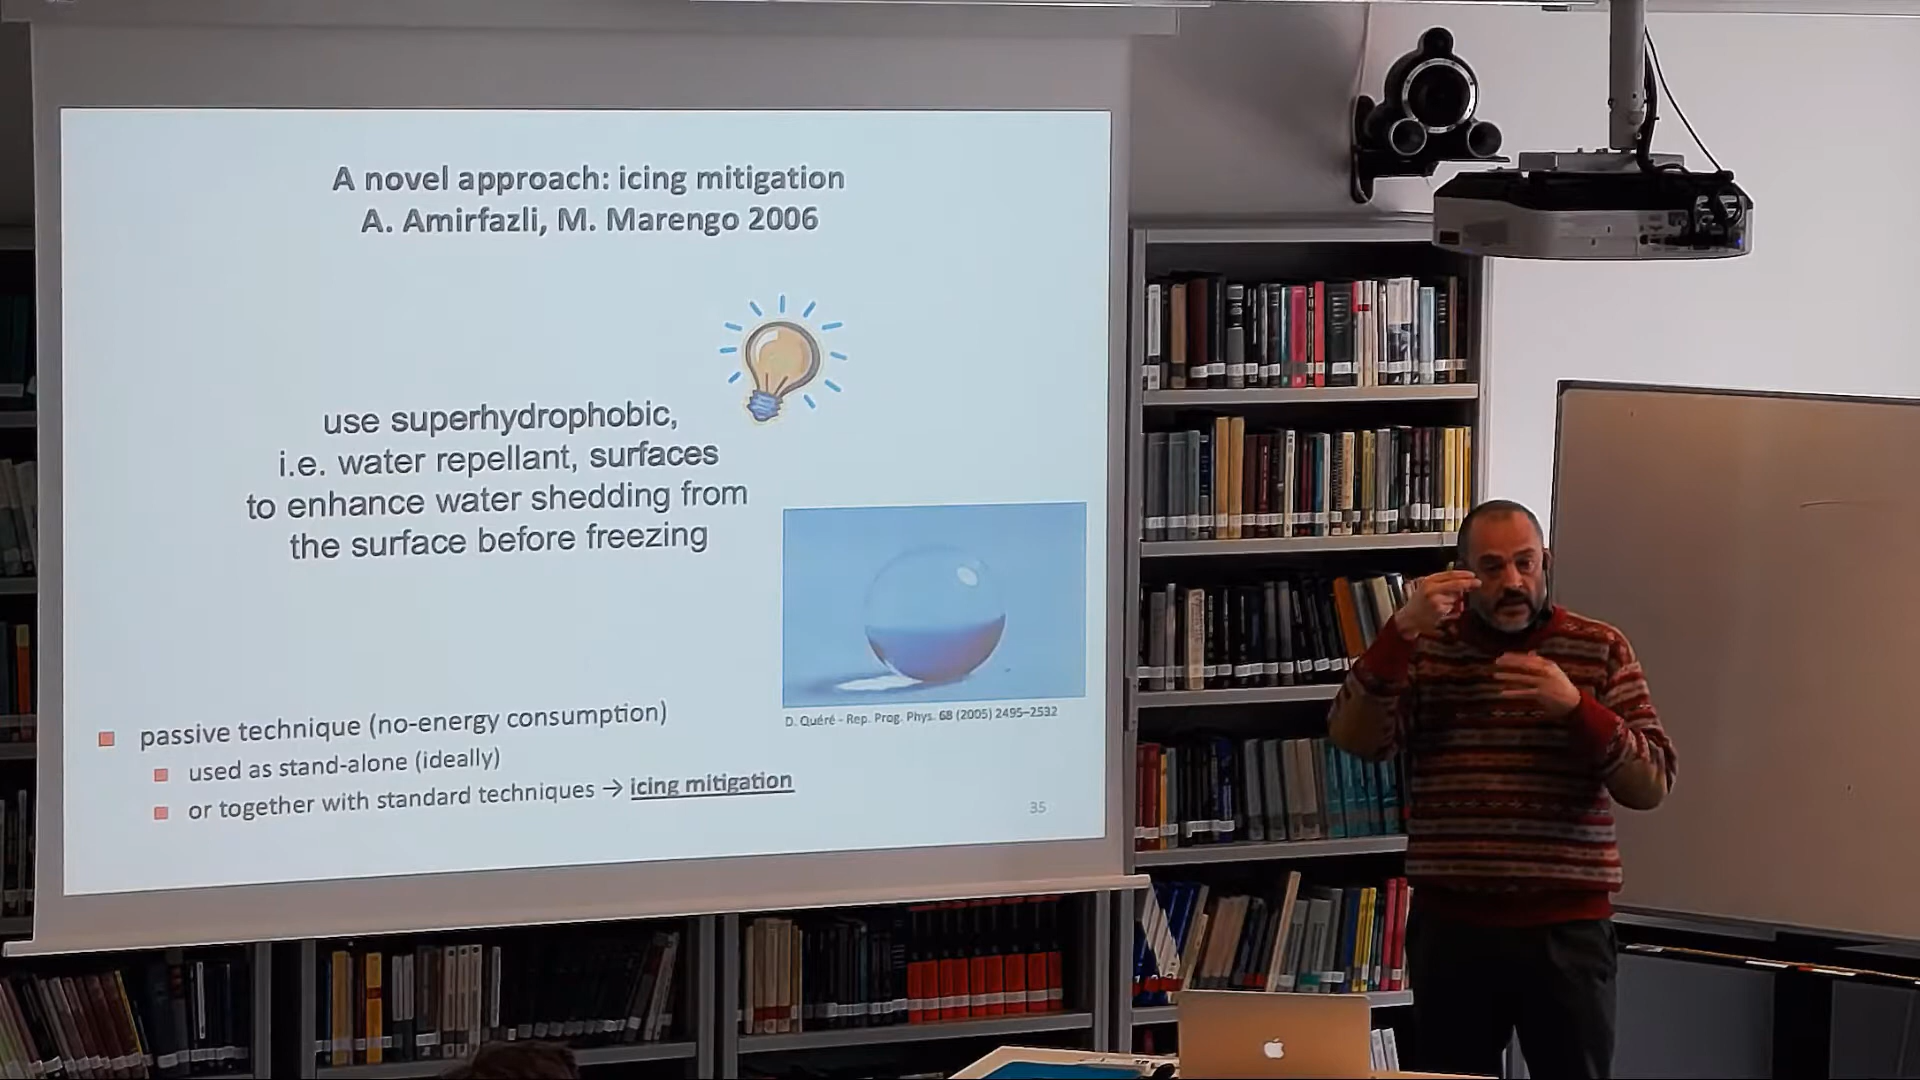 A novel approach: icing mitigation
A. Amirfazli, M. Marengo 2006
use superhydrophobic,
i.e. water repellant, surfaces
to enhance water shedding from
the surface before freezing
D. Quéré - Rep. Prog. Phys. 68 (2005) 2495–2532
passive technique (no-energy consumption)
used as stand-alone (ideally)
or together with standard techniques → icing mitigation
35